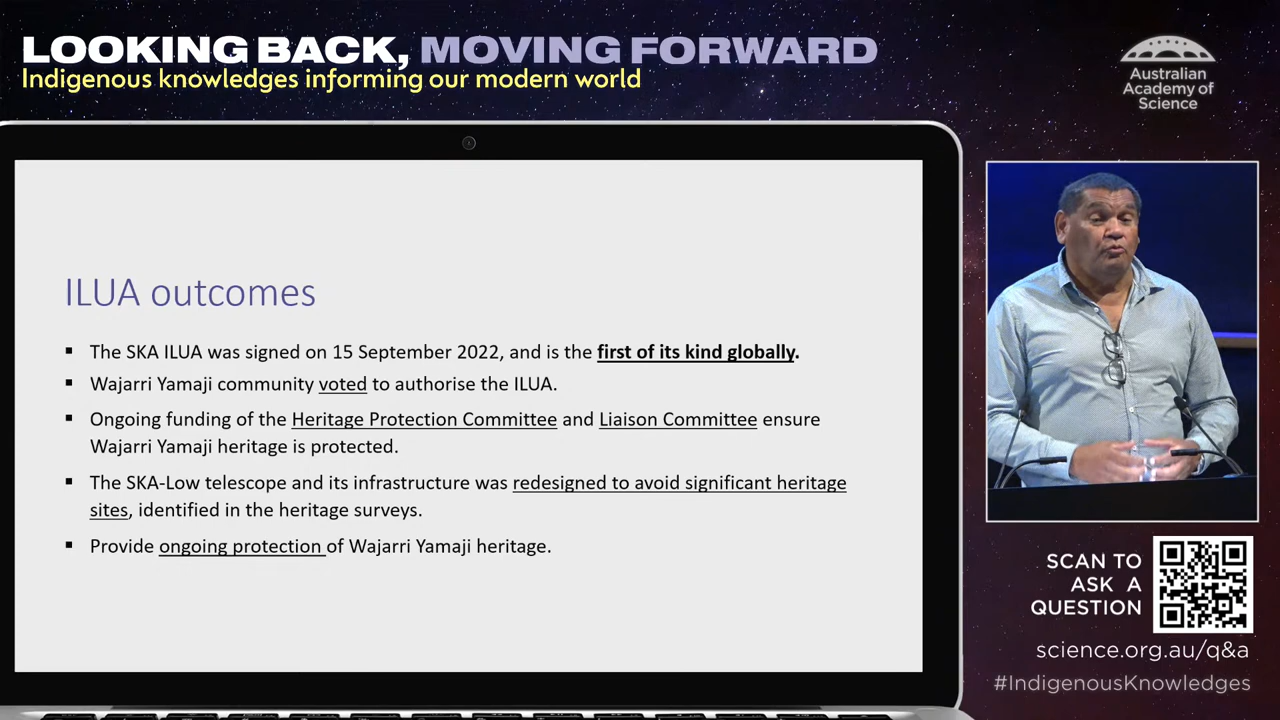 LOOKING BACK, MOVING FORWARD
Indigenous knowledges informing our modern world
Australian
Academy of
Science
ILUA outcomes
▪ The SKA ILUA was signed on 15 September 2022, and is the first of its kind globally.
▪ Wajarri Yamaji community voted to authorise the ILUA.
▪ Ongoing funding of the Heritage Protection Committee and Liaison Committee ensure
Wajarri Yamaji heritage is protected.
▪ The SKA-Low telescope and its infrastructure was redesigned to avoid significant heritage
sites, identified in the heritage surveys.
▪ Provide ongoing protection of Wajarri Yamaji heritage.
SCAN TO
ASK A
QUESTION
science.org.au/q&a
#IndigenousKnowledges